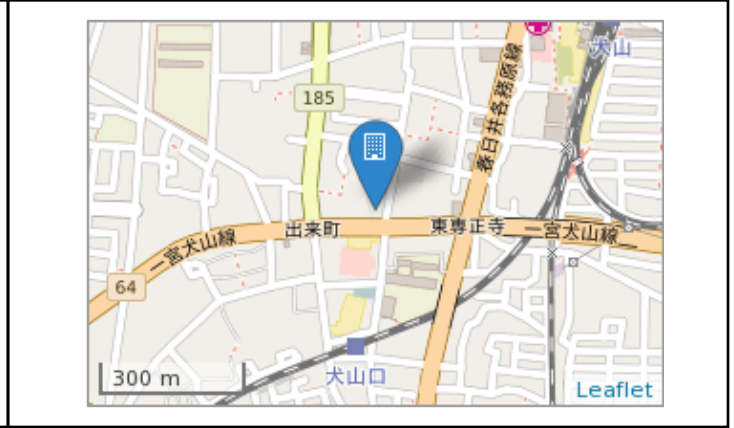 犬山
185
春日井各務原線
出来町
東専正寺
一宮犬山線
一宮犬山線
64
犬山口
300 m
Leaflet